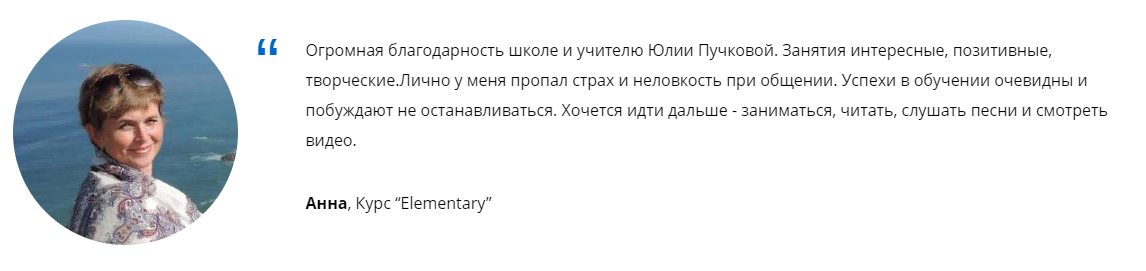 “ Огромная благодарность школе и учителю Юлии Пучковой. Занятия интересные, позитивные,
творческие.Лично у меня пропал страх и неловкость при общении. Успехи в обучении очевидны и
побуждают не останавливаться. Хочется идти дальше - заниматься, читать, слушать песни и смотреть
видео.
Анна, Курс “Elementary”